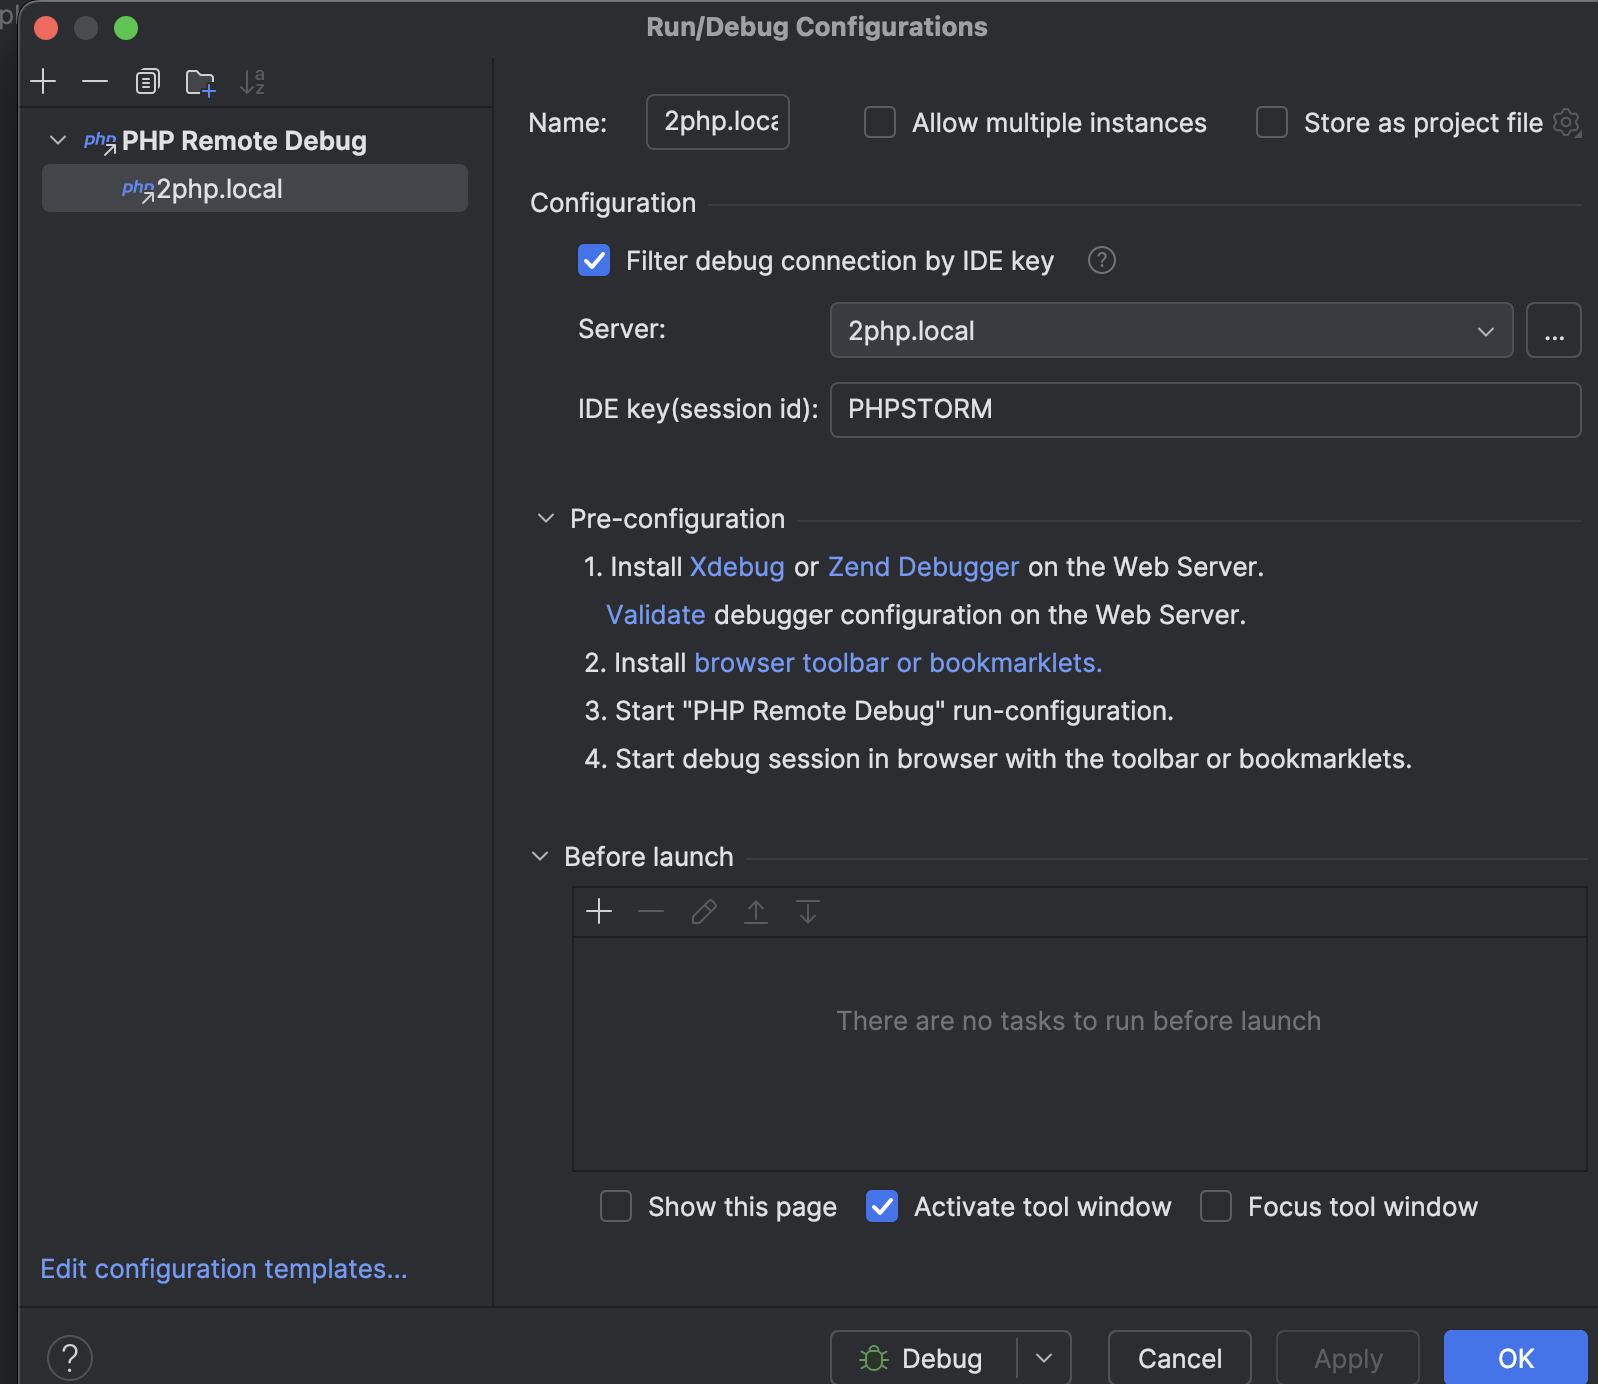 Run/Debug Configurations
PHP Remote Debug
2php.local
Edit configuration templates...
Name: 2php.loca
Allow multiple instances
Store as project file
Configuration
Filter debug connection by IDE key
Server: 2php.local ...
IDE key(session id): PHPSTORM
Pre-configuration
1. Install Xdebug or Zend Debugger on the Web Server.
Validate debugger configuration on the Web Server.
2. Install browser toolbar or bookmarklets.
3. Start "PHP Remote Debug" run-configuration.
4. Start debug session in browser with the toolbar or bookmarklets.
Before launch
There are no tasks to run before launch
Show this page Activate tool window Focus tool window
? Debug Cancel Apply OK